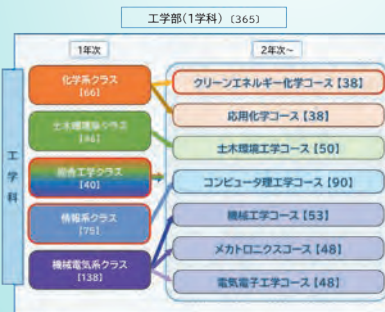 工学部(1学科) [365]
1年次
2年次~
工学科
化学系クラス
[66]
土木環境系クラス
[46]
総合工学クラス
[40]
情報系クラス
[75]
機械電気系クラス
[138]
クリーンエネルギー化学コース [38]
応用化学コース [38]
土木環境工学コース [50]
コンピュータ理工学コース [90]
機械工学コース [53]
メカトロニクスコース [48]
電気電子工学コース [48]